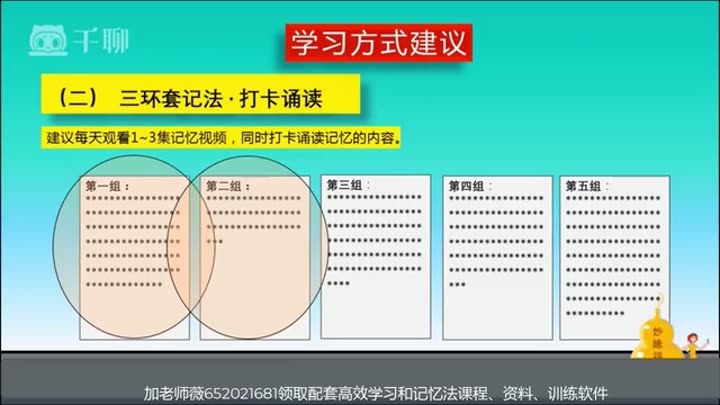 千聊
学习方式建议
（二） 三环套记法·打卡诵读
建议每天观看1~3集记忆视频，同时打卡诵读记忆的内容。
第一组：
第二组：
第三组：
第四组：
第五组：
加老师薇652021681领取配套高效学习和记忆法课程、资料、训练软件